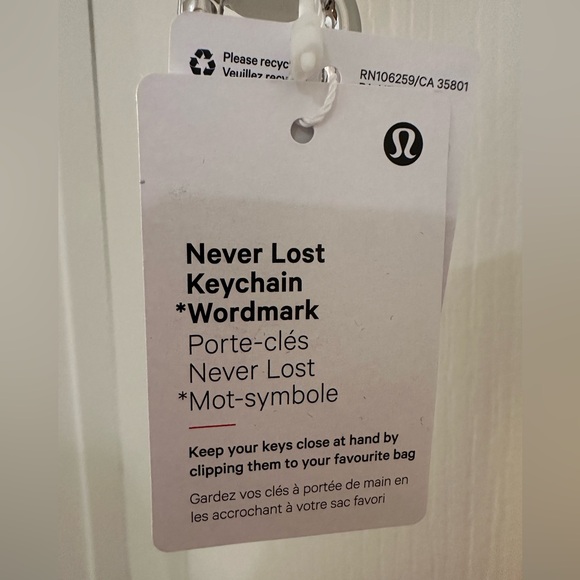 Please recyc
Veuillez recy
RN106259/CA 35801
Never Lost
Keychain
*Wordmark
Porte-clés
Never Lost
*Mot-symbole
Keep your keys close at hand by
clipping them to your favourite bag
Gardez vos clés à portée de main en
les accrochant à votre sac favori